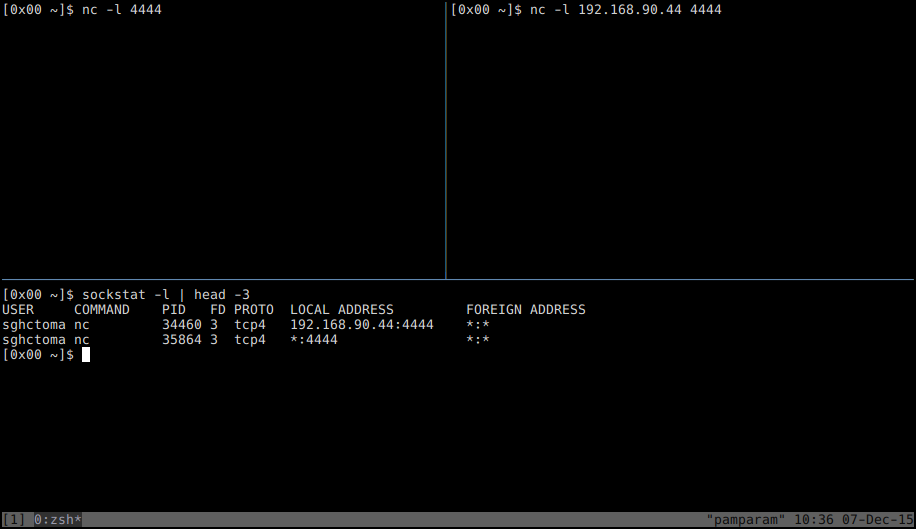 [0x00 ~]$ nc -l 4444
[0x00 ~]$ nc -l 192.168.90.44 4444
[0x00 ~]$ sockstat -l | head -3
USER     COMMAND    PID   FD PROTO  LOCAL ADDRESS         FOREIGN ADDRESS
sghctoma nc         34460 3  tcp4   192.168.90.44:4444    *:*
sghctoma nc         35864 3  tcp4   *:4444                *:*
[0x00 ~]$
[1] 0:zsh* "pamparam" 10:36 07-Dec-15